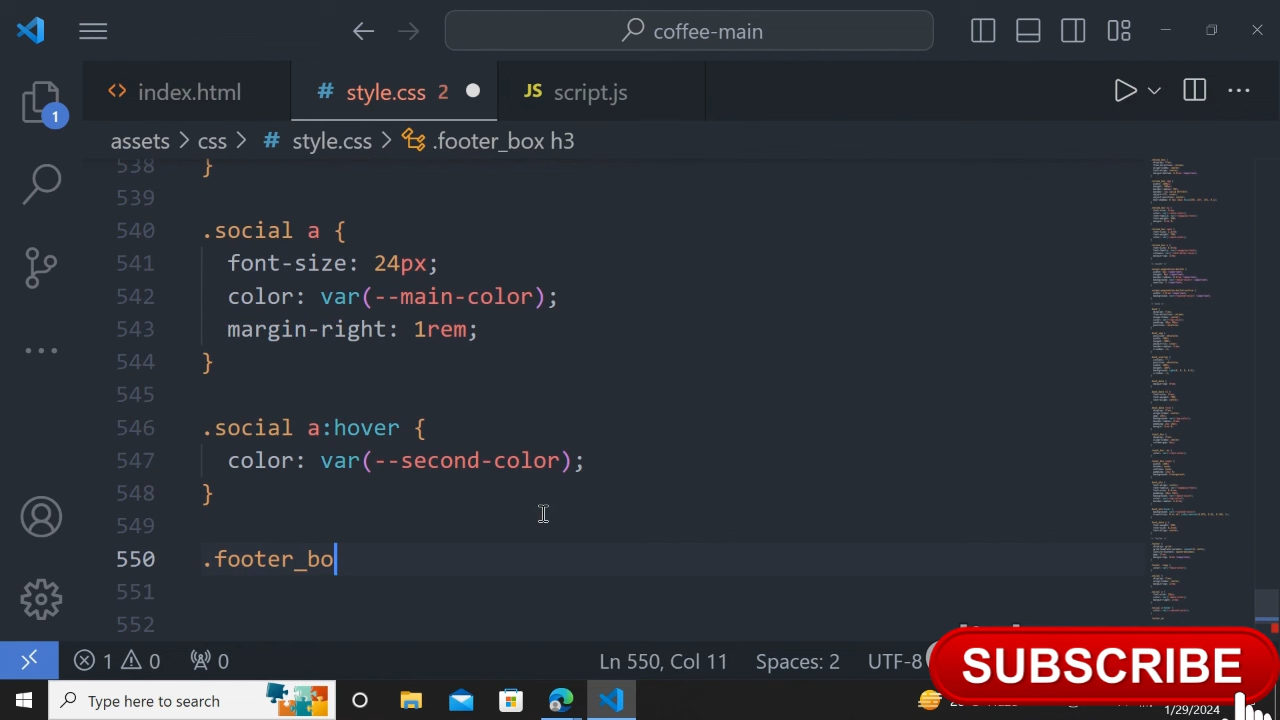 coffee-main
index.html
# style.css 2
JS script.js
1
assets > css > # style.css > .footer_box h3
538 }
539
540 .social a {
541 font-size: 24px;
542 color: var(--main-color);
543 margin-right: 1rem;
544 }
545
546 .social a:hover {
547 color: var(--second-color);
548 }
549
550 .footer_bo
551
552
1 0 0 Ln 550, Col 11 Spaces: 2 UTF-8
SUBSCRIBE
Type here to search
1/29/2024